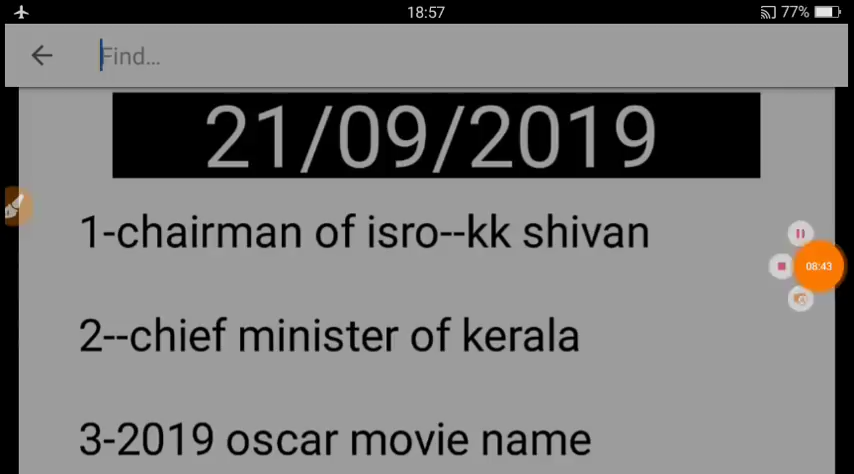 18:57
77%
Find...
21/09/2019
1-chairman of isro--kk shivan
08:43
2--chief minister of kerala
3-2019 oscar movie name